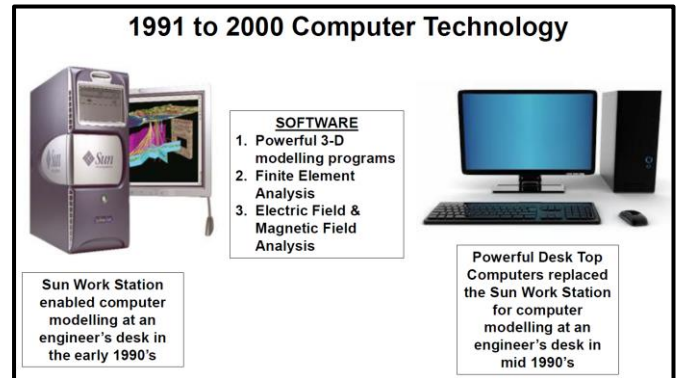 1991 to 2000 Computer Technology
Sun
Sun
SOFTWARE
1. Powerful 3-D
modelling programs
2. Finite Element
Analysis
3. Electric Field &
Magnetic Field
Analysis
Sun Work Station
enabled computer
modelling at an
engineer's desk in
the early 1990's
Powerful Desk Top
Computers replaced
the Sun Work Station
for computer
modelling at an
engineer's desk in
mid 1990's